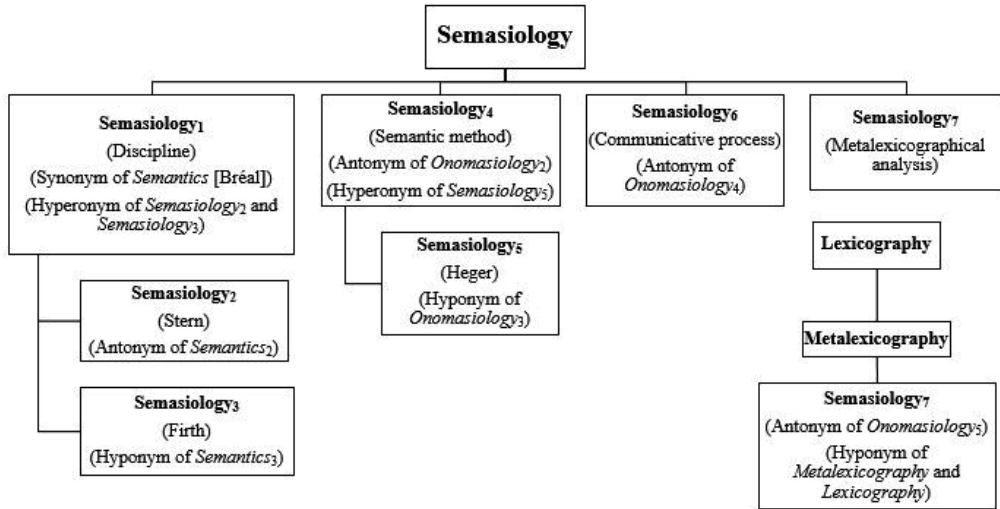 Semasiology
Semasiology₁
(Discipline)
(Synonym of Semantics [Bréal])
(Hyperonym of Semasiology₂ and
Semasiology₃)
Semasiology₂
(Stern)
(Antonym of Semantics₂)
Semasiology₃
(Firth)
(Hyponym of Semantics₃)
Semasiology₄
(Semantic method)
(Antonym of Onomasiology₂)
(Hyperonym of Semasiology₅)
Semasiology₅
(Heger)
(Hyponym of
Onomasiology₃)
Semasiology₆
(Communicative process)
(Antonym of
Onomasiology₄)
Semasiology₇
(Metalexicographical
analysis)
Lexicography
Metalexicography
Semasiology₇
(Antonym of Onomasiology₅)
(Hyponym of
Metalexicography and
Lexicography)